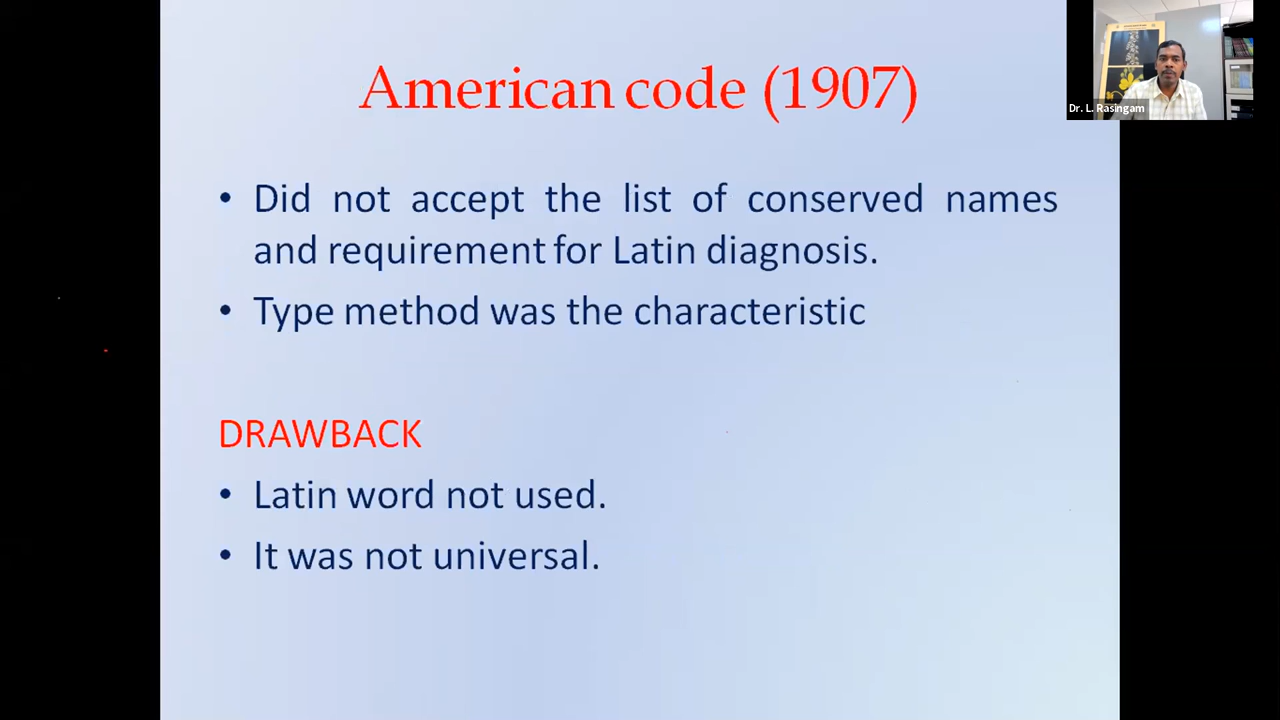 American code (1907)
Dr. L. Rasingam
• Did not accept the list of conserved names
and requirement for Latin diagnosis.
• Type method was the characteristic
DRAWBACK
• Latin word not used.
• It was not universal.